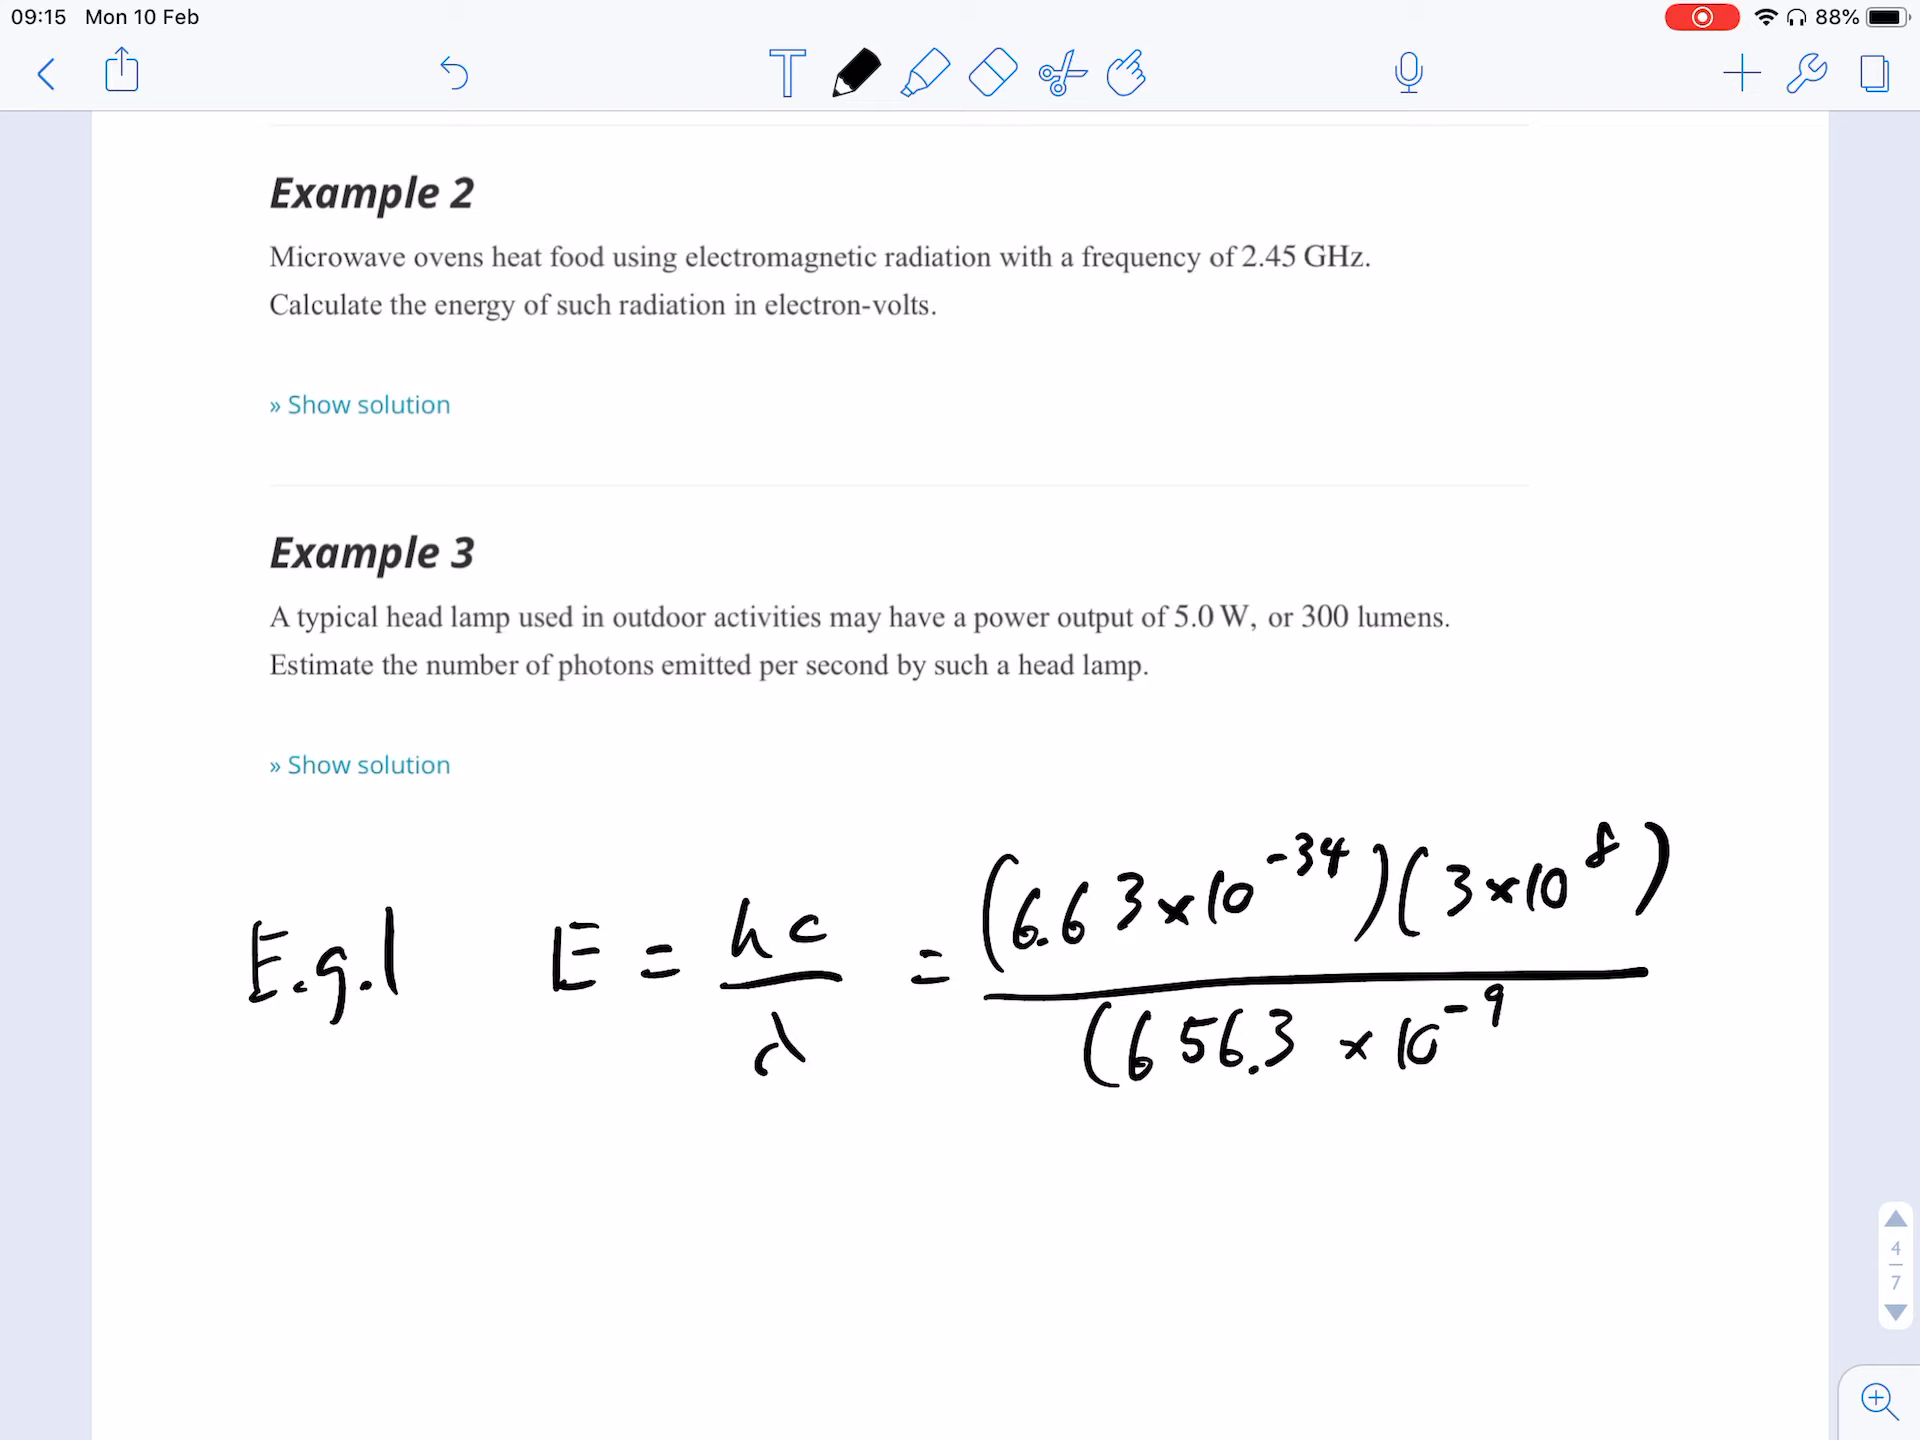 09:15 Mon 10 Feb 88%
T
Example 2
Microwave ovens heat food using electromagnetic radiation with a frequency of 2.45 GHz.
Calculate the energy of such radiation in electron-volts.
» Show solution
Example 3
A typical head lamp used in outdoor activities may have a power output of 5.0 W, or 300 lumens.
Estimate the number of photons emitted per second by such a head lamp.
» Show solution
(6.63×10⁻³⁴)(3×10⁸)
E.g.1 E = hc =
λ (656.3 × 10⁻⁹
4
7